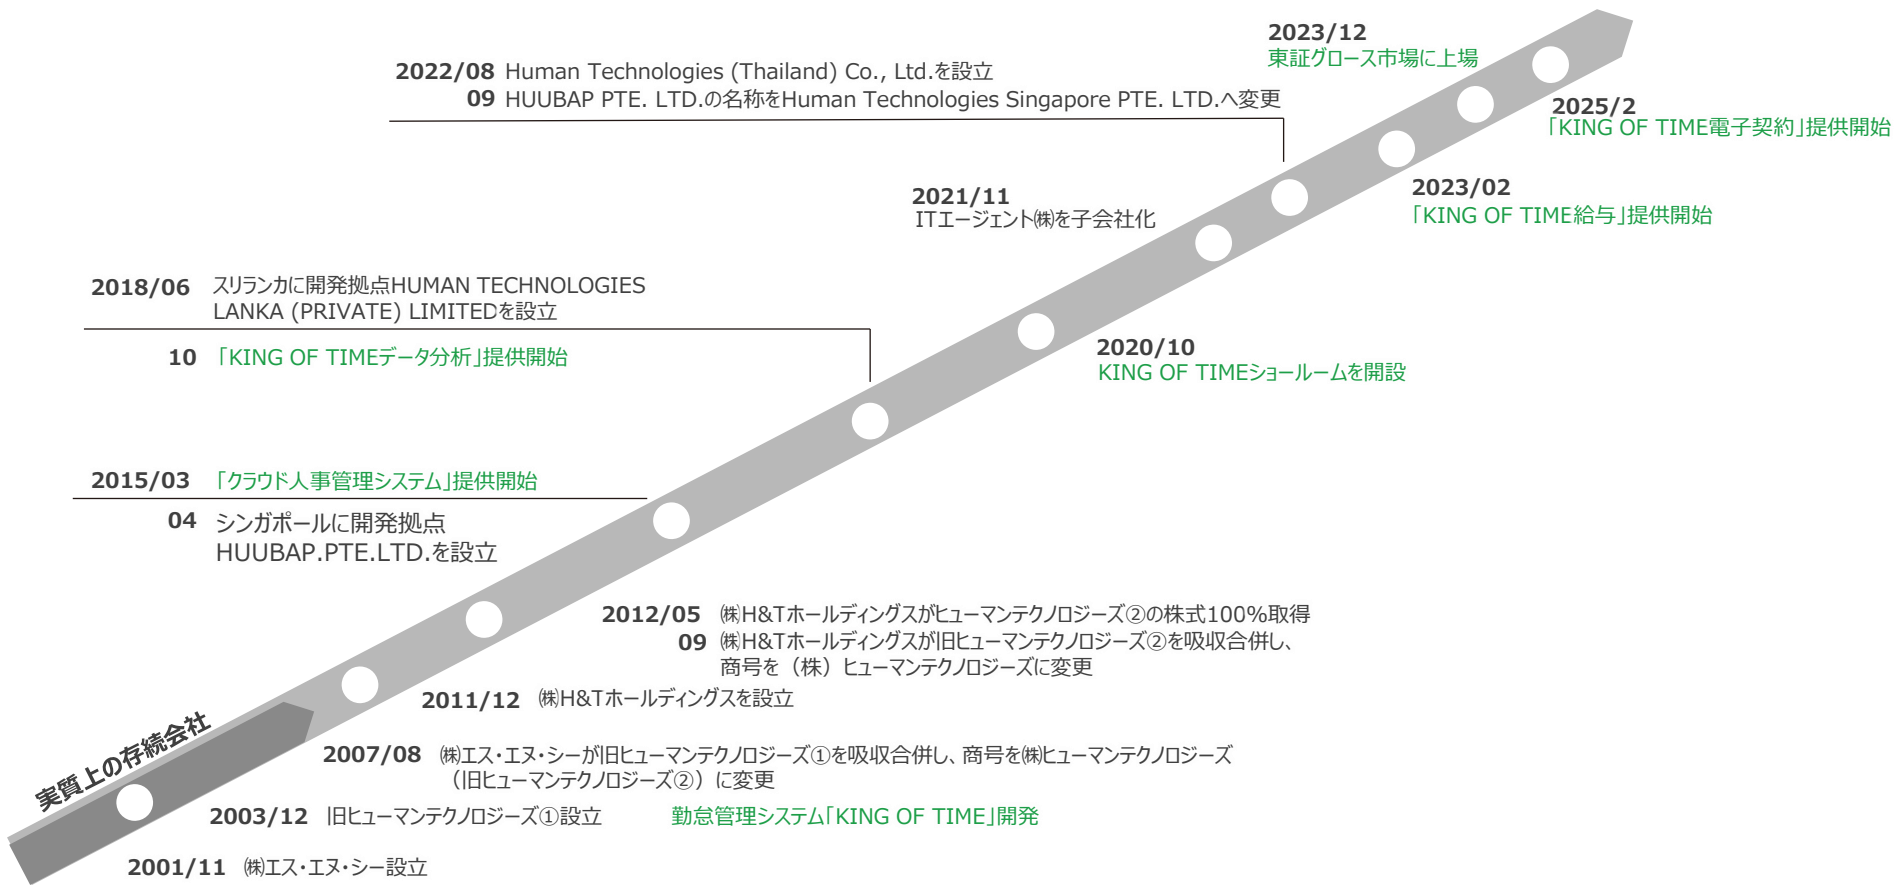 2023/12
東証グロース市場に上場
2022/08 Human Technologies (Thailand) Co., Ltd.を設立
09 HUUBAP PTE. LTD.の名称をHuman Technologies Singapore PTE. LTD.へ変更
2025/2
「KING OF TIME電子契約」提供開始
2023/02
「KING OF TIME給与」提供開始
2021/11
ITエージェント㈱を子会社化
2018/06 スリランカに開発拠点HUMAN TECHNOLOGIES
LANKA (PRIVATE) LIMITEDを設立
10 「KING OF TIMEデータ分析」提供開始
2020/10
KING OF TIMEショールームを開設
2015/03 「クラウド人事管理システム」提供開始
04 シンガポールに開発拠点
HUUBAP.PTE.LTD.を設立
2012/05 ㈱H&Tホールディングスがヒューマンテクノロジーズ②の株式100%取得
09 ㈱H&Tホールディングスが旧ヒューマンテクノロジーズ②を吸収合併し、
商号を（株）ヒューマンテクノロジーズに変更
2011/12 ㈱H&Tホールディングスを設立
実質上の存続会社
2007/08 ㈱エス・エヌ・シーが旧ヒューマンテクノロジーズ①を吸収合併し、商号を㈱ヒューマンテクノロジーズ
（旧ヒューマンテクノロジーズ②）に変更
2003/12 旧ヒューマンテクノロジーズ①設立 勤怠管理システム「KING OF TIME」開発
2001/11 ㈱エス・エヌ・シー設立